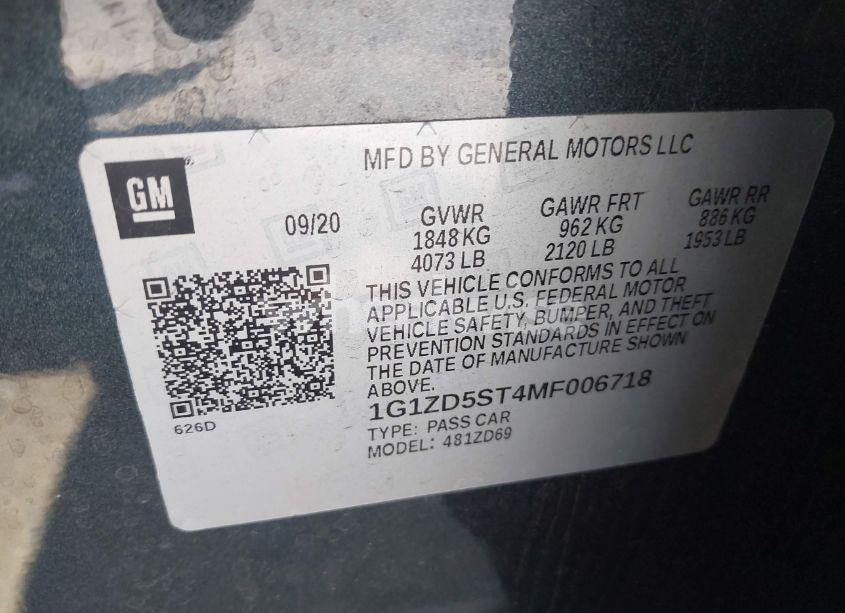 MFD BY GENERAL MOTORS LLC
GM
09/20
GVWR
1848 KG
4073 LB
GAWR FRT
962 KG
2120 LB
GAWR RR
886 KG
1953 LB
THIS VEHICLE CONFORMS TO ALL
APPLICABLE U.S. FEDERAL MOTOR
VEHICLE SAFETY, BUMPER, AND THEFT
PREVENTION STANDARDS IN EFFECT ON
THE DATE OF MANUFACTURE SHOWN
ABOVE.
1G1ZD5ST4MF006718
TYPE: PASS CAR
MODEL: 481ZD69
626D